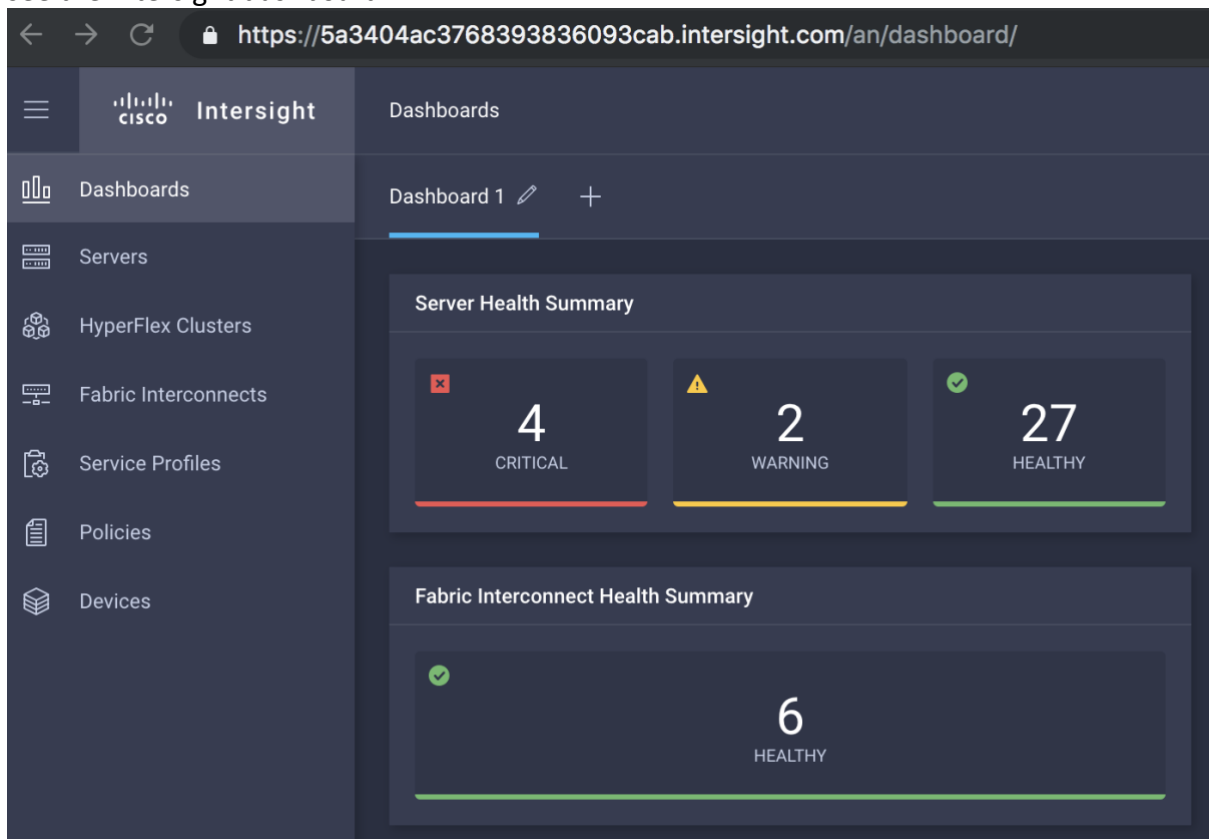 https://5a3404ac3768393836093cab.intersight.com/an/dashboard/
cisco Intersight
Dashboards
Dashboards
Dashboard 1
Servers
HyperFlex Clusters
Fabric Interconnects
Service Profiles
Policies
Devices
Server Health Summary
4
CRITICAL
2
WARNING
27
HEALTHY
Fabric Interconnect Health Summary
6
HEALTHY